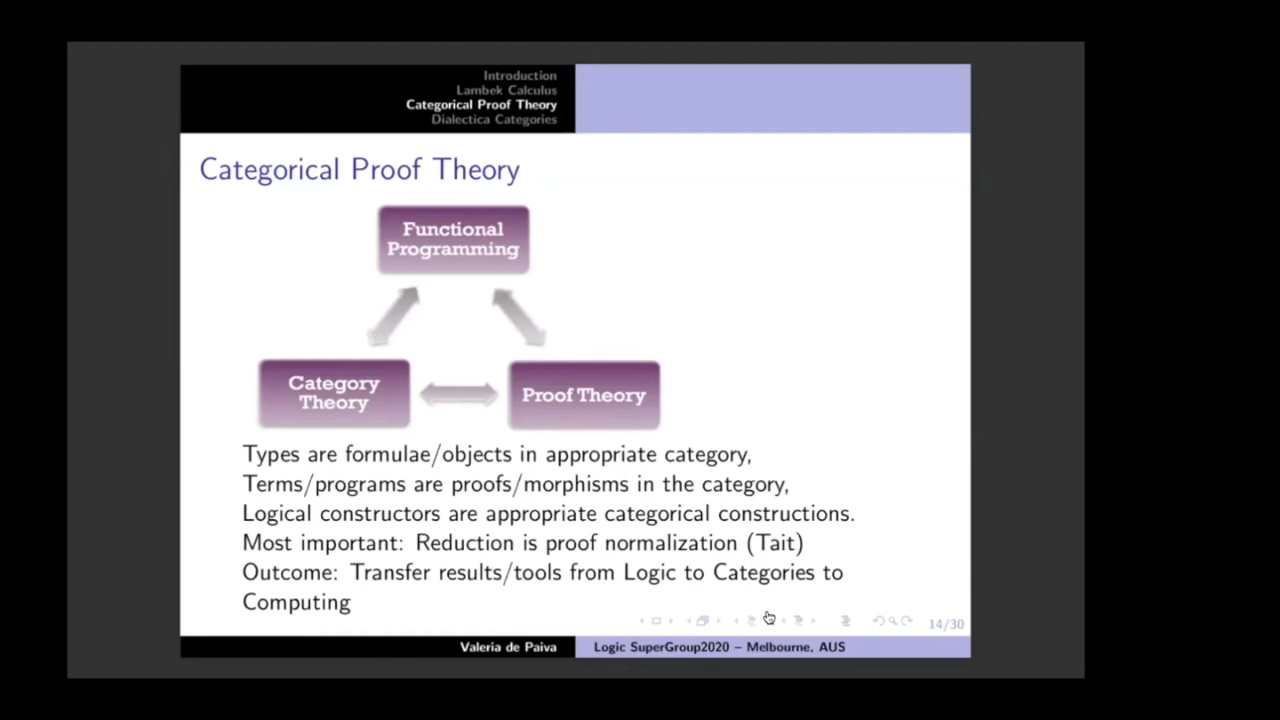 Introduction
Lambek Calculus
Categorical Proof Theory
Dialectica Categories
Categorical Proof Theory
Functional
Programming
Category
Theory
Proof Theory
Types are formulae/objects in appropriate category,
Terms/programs are proofs/morphisms in the category,
Logical constructors are appropriate categorical constructions.
Most important: Reduction is proof normalization (Tait)
Outcome: Transfer results/tools from Logic to Categories to
Computing
14/30
Valeria de Paiva
Logic SuperGroup2020 – Melbourne, AUS